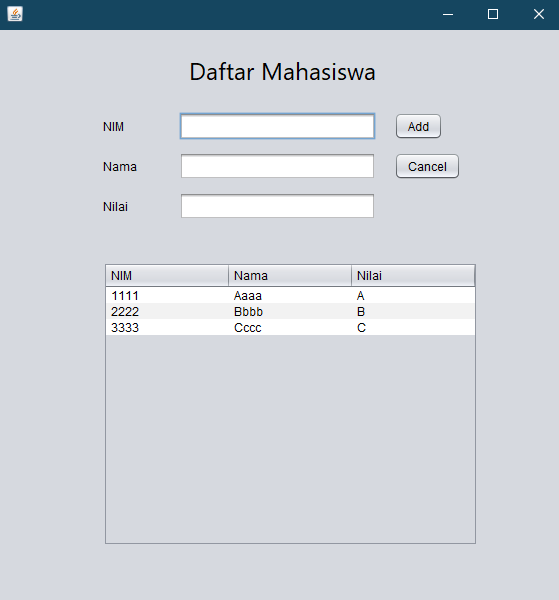 Daftar Mahasiswa
NIM Add
Nama Cancel
Nilai
NIM Nama Nilai
1111 Aaaa A
2222 Bbbb B
3333 Cccc C